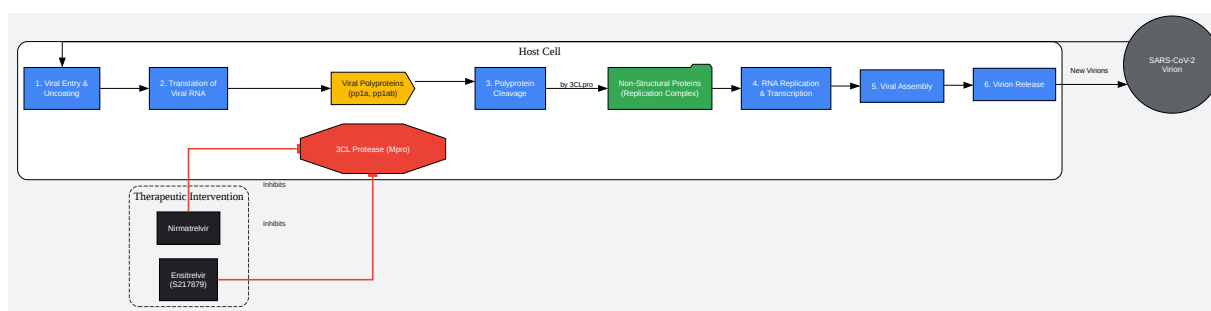 Host Cell
SARS-CoV-2
Virion
New Virions
1. Viral Entry &
Uncoating
2. Translation of
Viral RNA
Viral Polyproteins
(pp1a, pp1ab)
3. Polyprotein
Cleavage
by 3CLpro
Non-Structural Proteins
(Replication Complex)
4. RNA Replication
& Transcription
5. Viral Assembly
6. Virion Release
3CL Protease (Mpro)
Inhibits
Therapeutic Intervention
Inhibits
Nirmatrelvir
Ensitrelvir
(S217879)